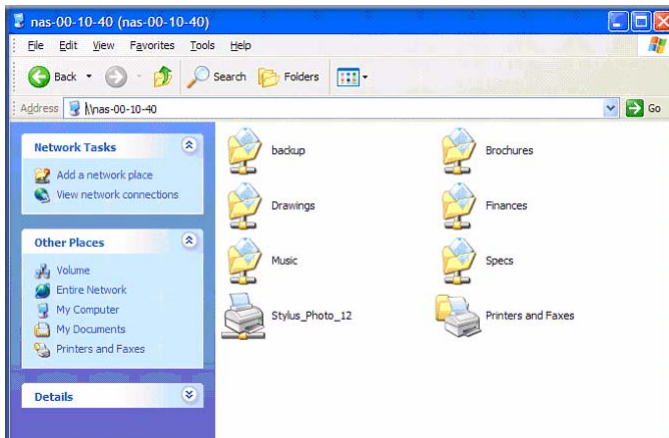 nas-00-10-40 (nas-00-10-40)
File Edit View Favorites Tools Help
Back Search Folders
Address \\nas-00-10-40 Go
Network Tasks
Add a network place
View network connections
Other Places
Volume
Entire Network
My Computer
My Documents
Printers and Faxes
Details
backup Brochures
Drawings Finances
Music Specs
Stylus_Photo_12 Printers and Faxes